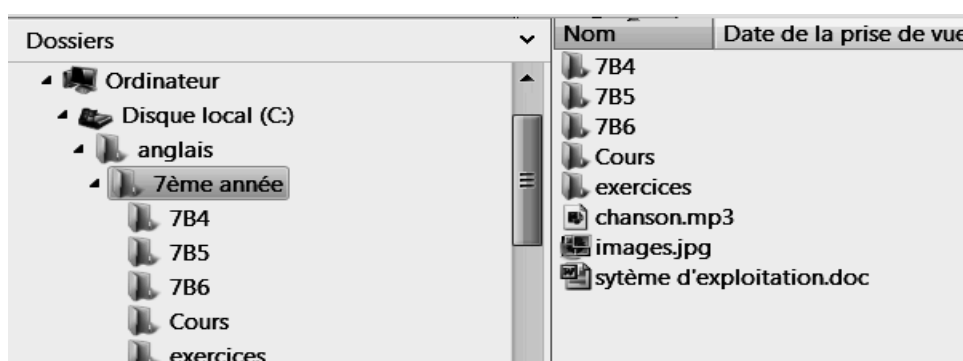 Dossiers
Ordinateur
Disque local (C:)
anglais
7ème année
7B4
7B5
7B6
Cours
exercices
Nom Date de la prise de vue
7B4
7B5
7B6
Cours
exercices
chanson.mp3
images.jpg
sytème d'exploitation.doc